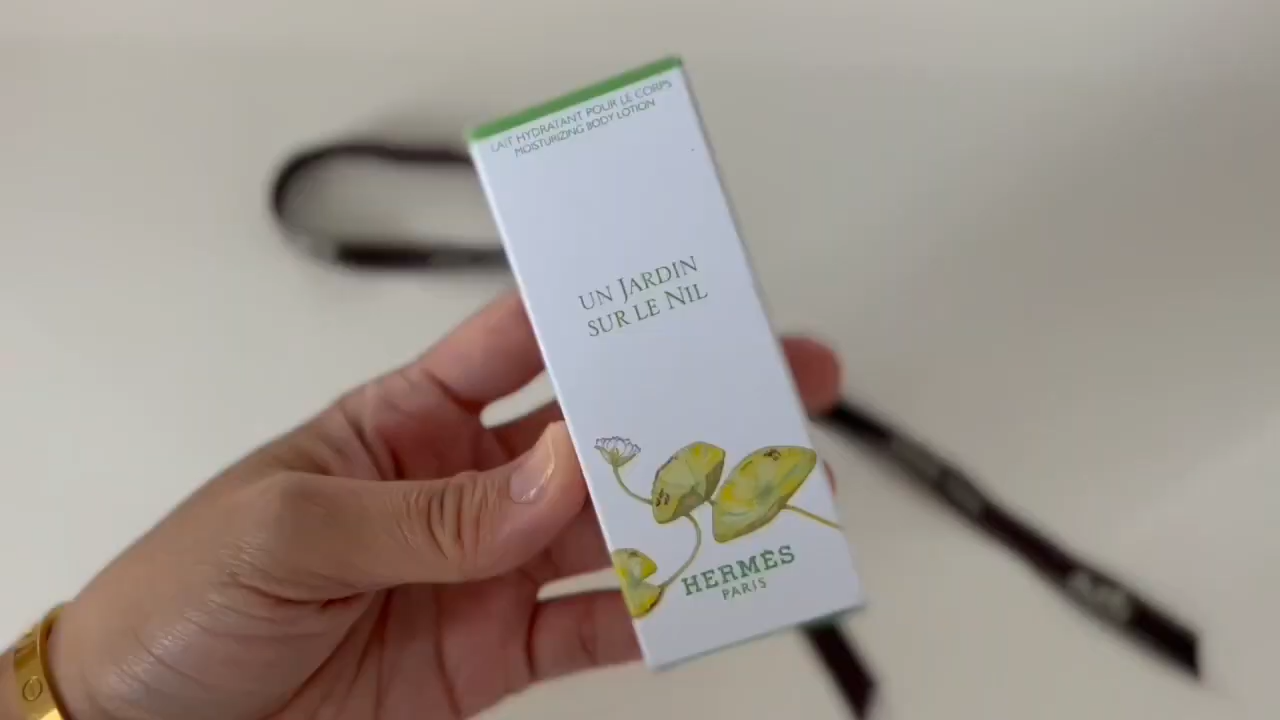 LAIT HYDRATANT POUR LE CORPS
MOISTURIZING BODY LOTION
UN JARDIN
SUR LE NIL
HERMÈS
PARIS